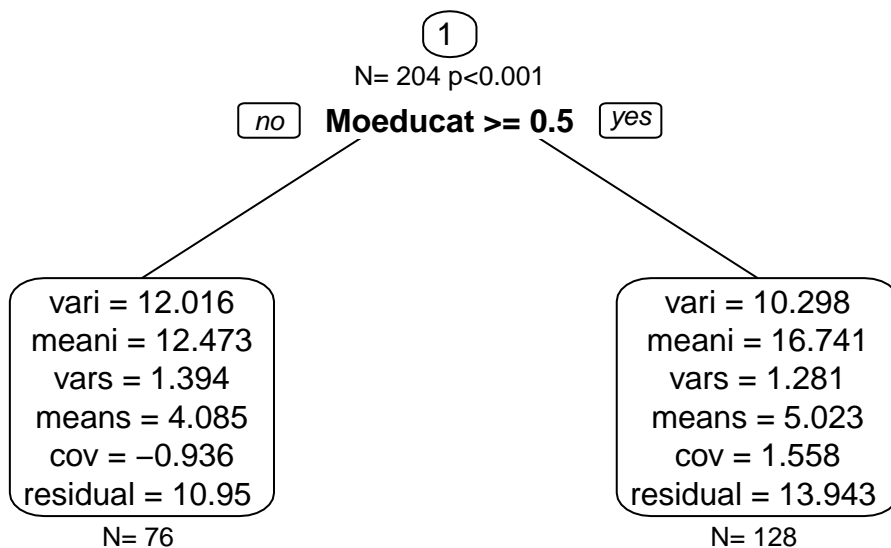 1
N= 204 p<0.001
no Moeducat >= 0.5 yes
vari = 12.016
meani = 12.473
vars = 1.394
means = 4.085
cov = −0.936
residual = 10.95
N= 76
vari = 10.298
meani = 16.741
vars = 1.281
means = 5.023
cov = 1.558
residual = 13.943
N= 128